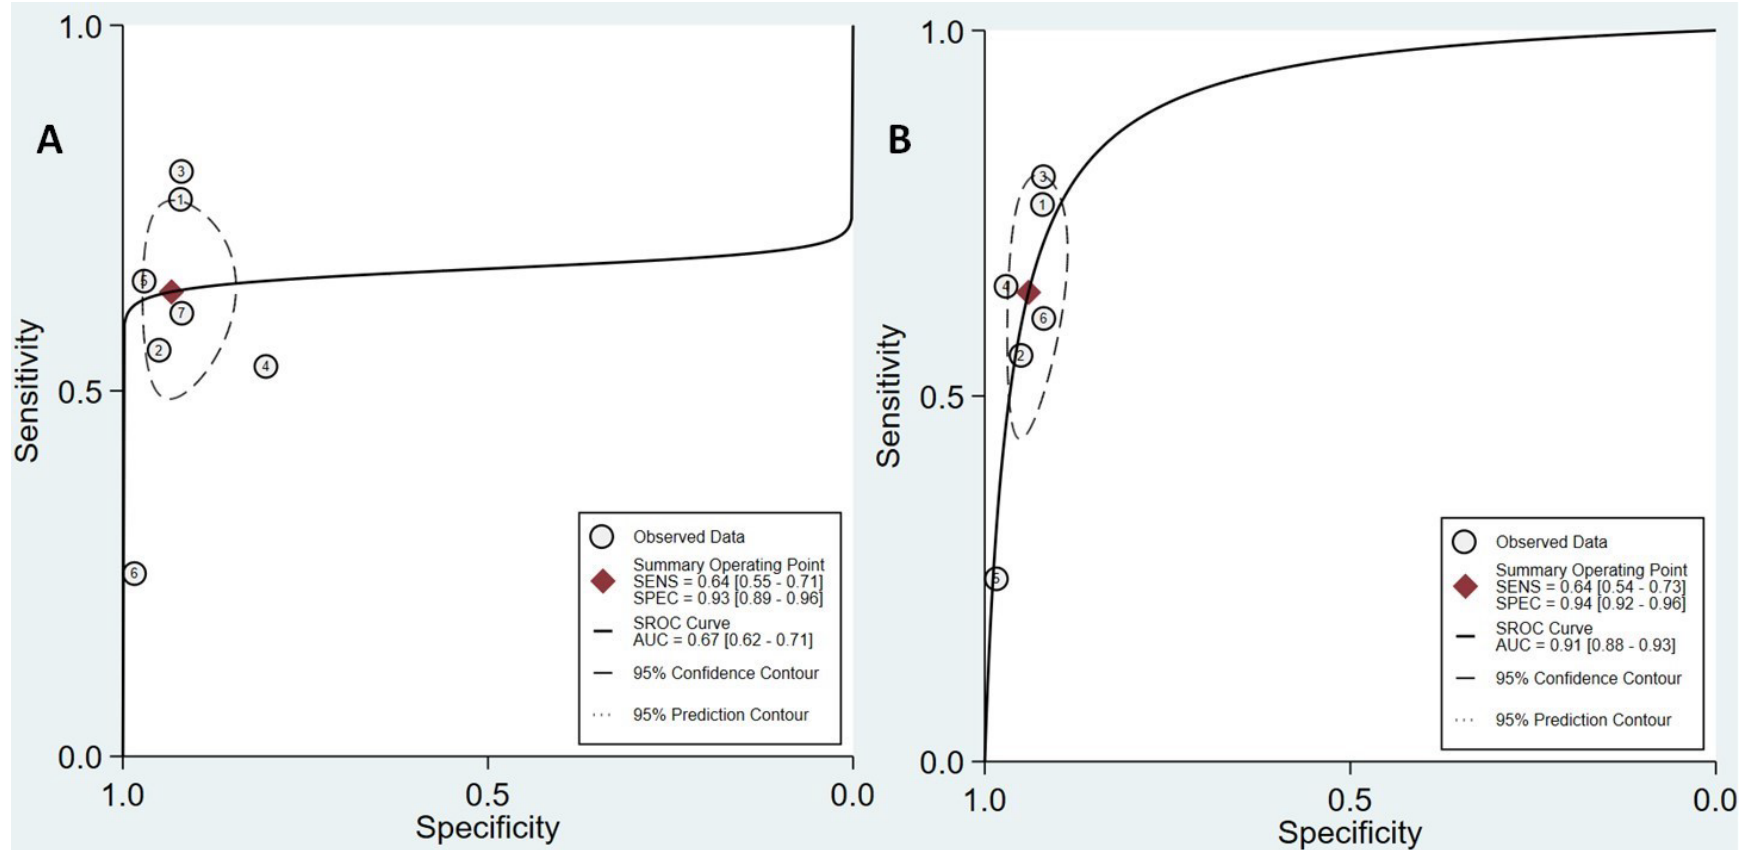 A
1.0
0.5
0.0
Sensitivity
3
1
5
7
2
4
6
Observed Data
Summary Operating Point
SENS = 0.64 [0.55 - 0.71]
SPEC = 0.93 [0.89 - 0.96]
SROC Curve
AUC = 0.67 [0.62 - 0.71]
95% Confidence Contour
95% Prediction Contour
1.0 0.5 0.0
Specificity
B
1.0
0.5
0.0
Sensitivity
3
1
4
6
2
5
Observed Data
Summary Operating Point
SENS = 0.64 [0.54 - 0.73]
SPEC = 0.94 [0.92 - 0.96]
SROC Curve
AUC = 0.91 [0.88 - 0.93]
95% Confidence Contour
95% Prediction Contour
1.0 0.5 0.0
Specificity